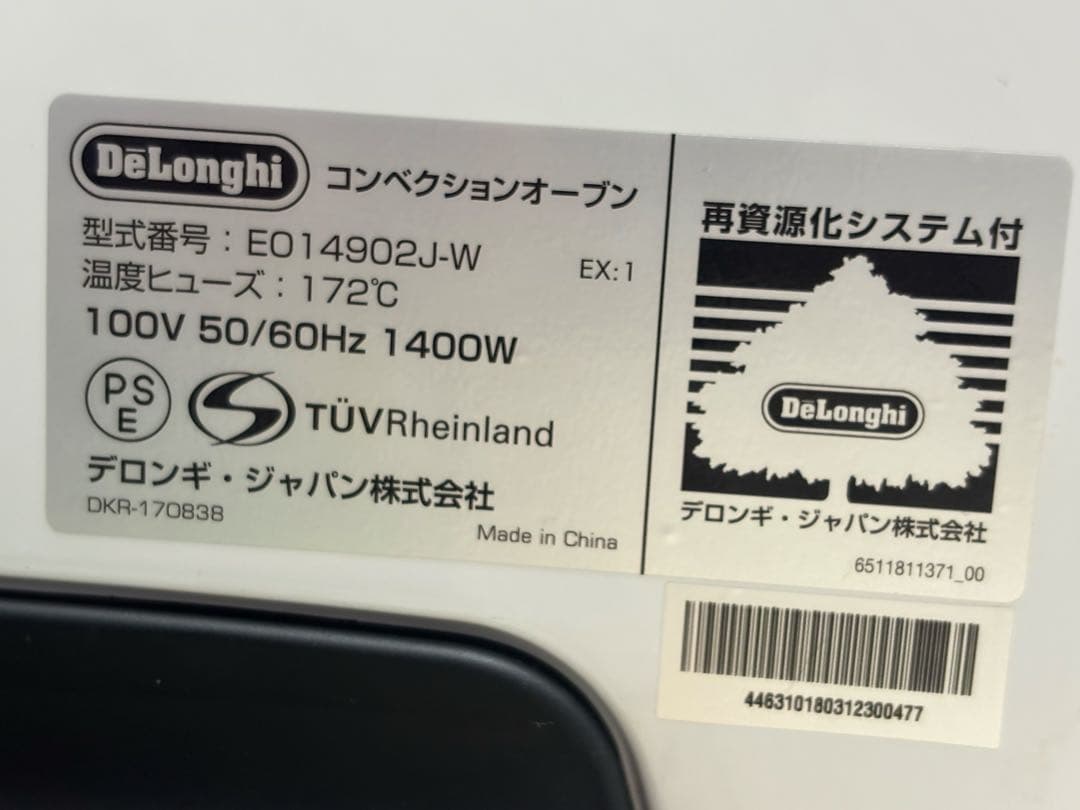 DeLonghi コンベクションオーブン
型式番号：EO14902J-W
EX:1
温度ヒューズ：172℃
100V 50/60Hz 1400W
PS
E
TÜVRheinland
デロンギ・ジャパン株式会社
DKR-170838
Made in China
再資源化システム付
DeLonghi
デロンギ・ジャパン株式会社
6511811371_00
446310180312300477